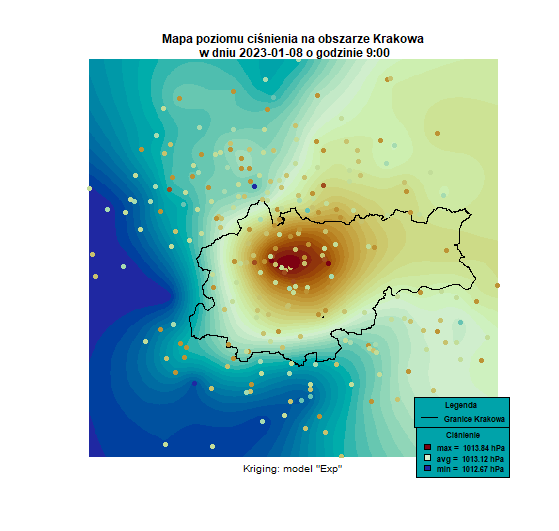 Mapa poziomu ciśnienia na obszarze Krakowa
w dniu 2023-01-08 o godzinie 9:00
Legenda
Granice Krakowa
Ciśnienie
max = 1013.84 hPa
avg = 1013.12 hPa
min = 1012.67 hPa
Kriging: model "Exp"